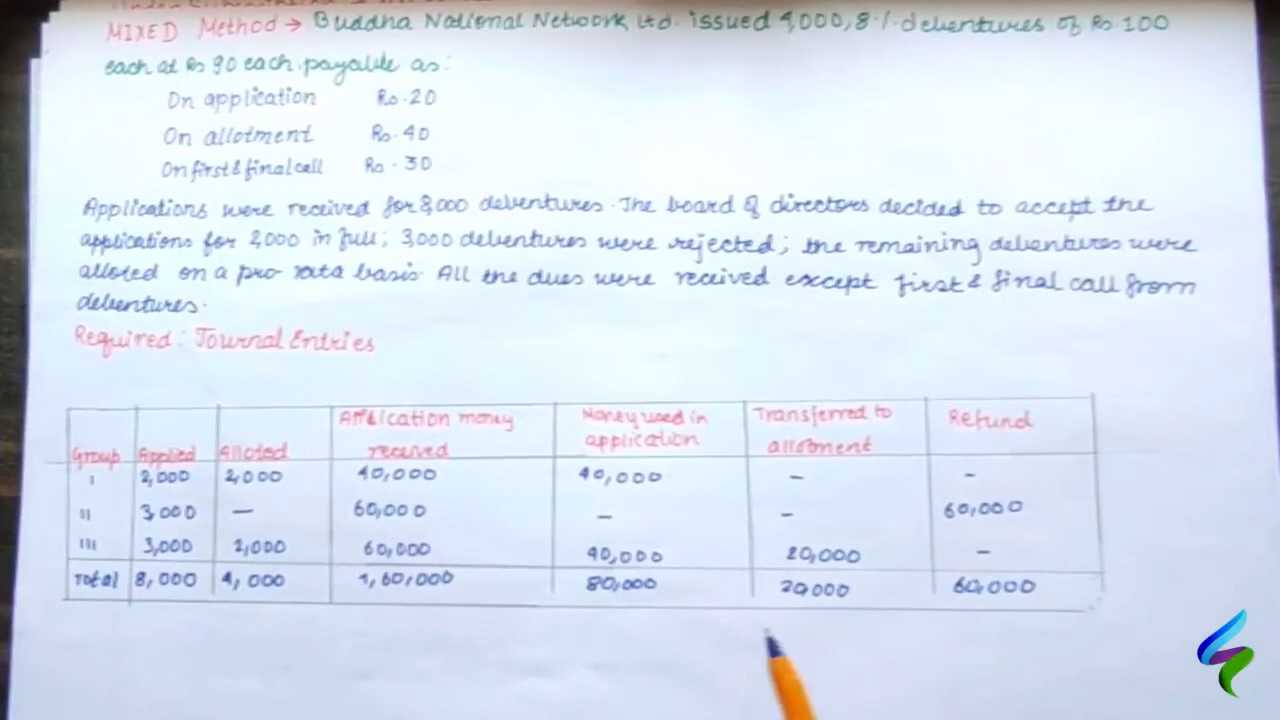 MIXED Method → Buddha National Network Ltd. issued 4,000, 8% debentures of Rs. 100
each at Rs 90 each payable as:
On application Rs. 20
On allotment Rs. 40
On first & final call Rs. 30
Applications were received for 8,000 debentures. The board of directors decided to accept the
applications for 2,000 in full; 3,000 debentures were rejected; the remaining debentures were
alloted on a pro rata basis. All the dues were received except first & final call from
debentures.
Required: Journal Entries
Group Applied Alloted Application money received Money used in application Transferred to allotment Refund
I 2,000 2,000 40,000 40,000 - -
II 3,000 - 60,000 - - 60,000
III 3,000 2,000 60,000 40,000 20,000 -
Total 8,000 4,000 1,60,000 80,000 20,000 60,000